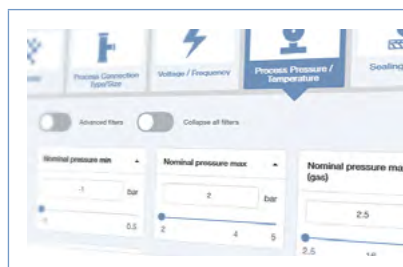 Process Connection
Type/Size
Voltage / Frequency
Process Pressure /
Temperature
Sealing
Advanced filters
Collapse all filters
Nominal pressure min
-1
bar
-1
0.5
Nominal pressure max
2
bar
2
4
5
Nominal pressure
(gas)
2.5
2.5
16